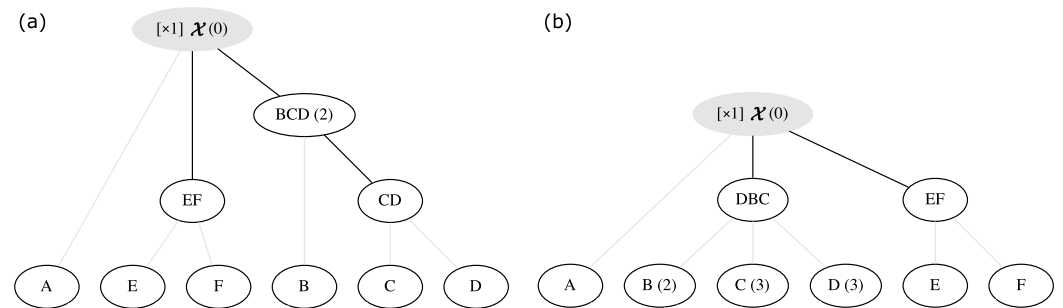 (a)
[×1] 𝓧 (0)
BCD (2)
EF
CD
A
E
F
B
C
D
(b)
[×1] 𝓧 (0)
DBC
EF
A
B (2)
C (3)
D (3)
E
F